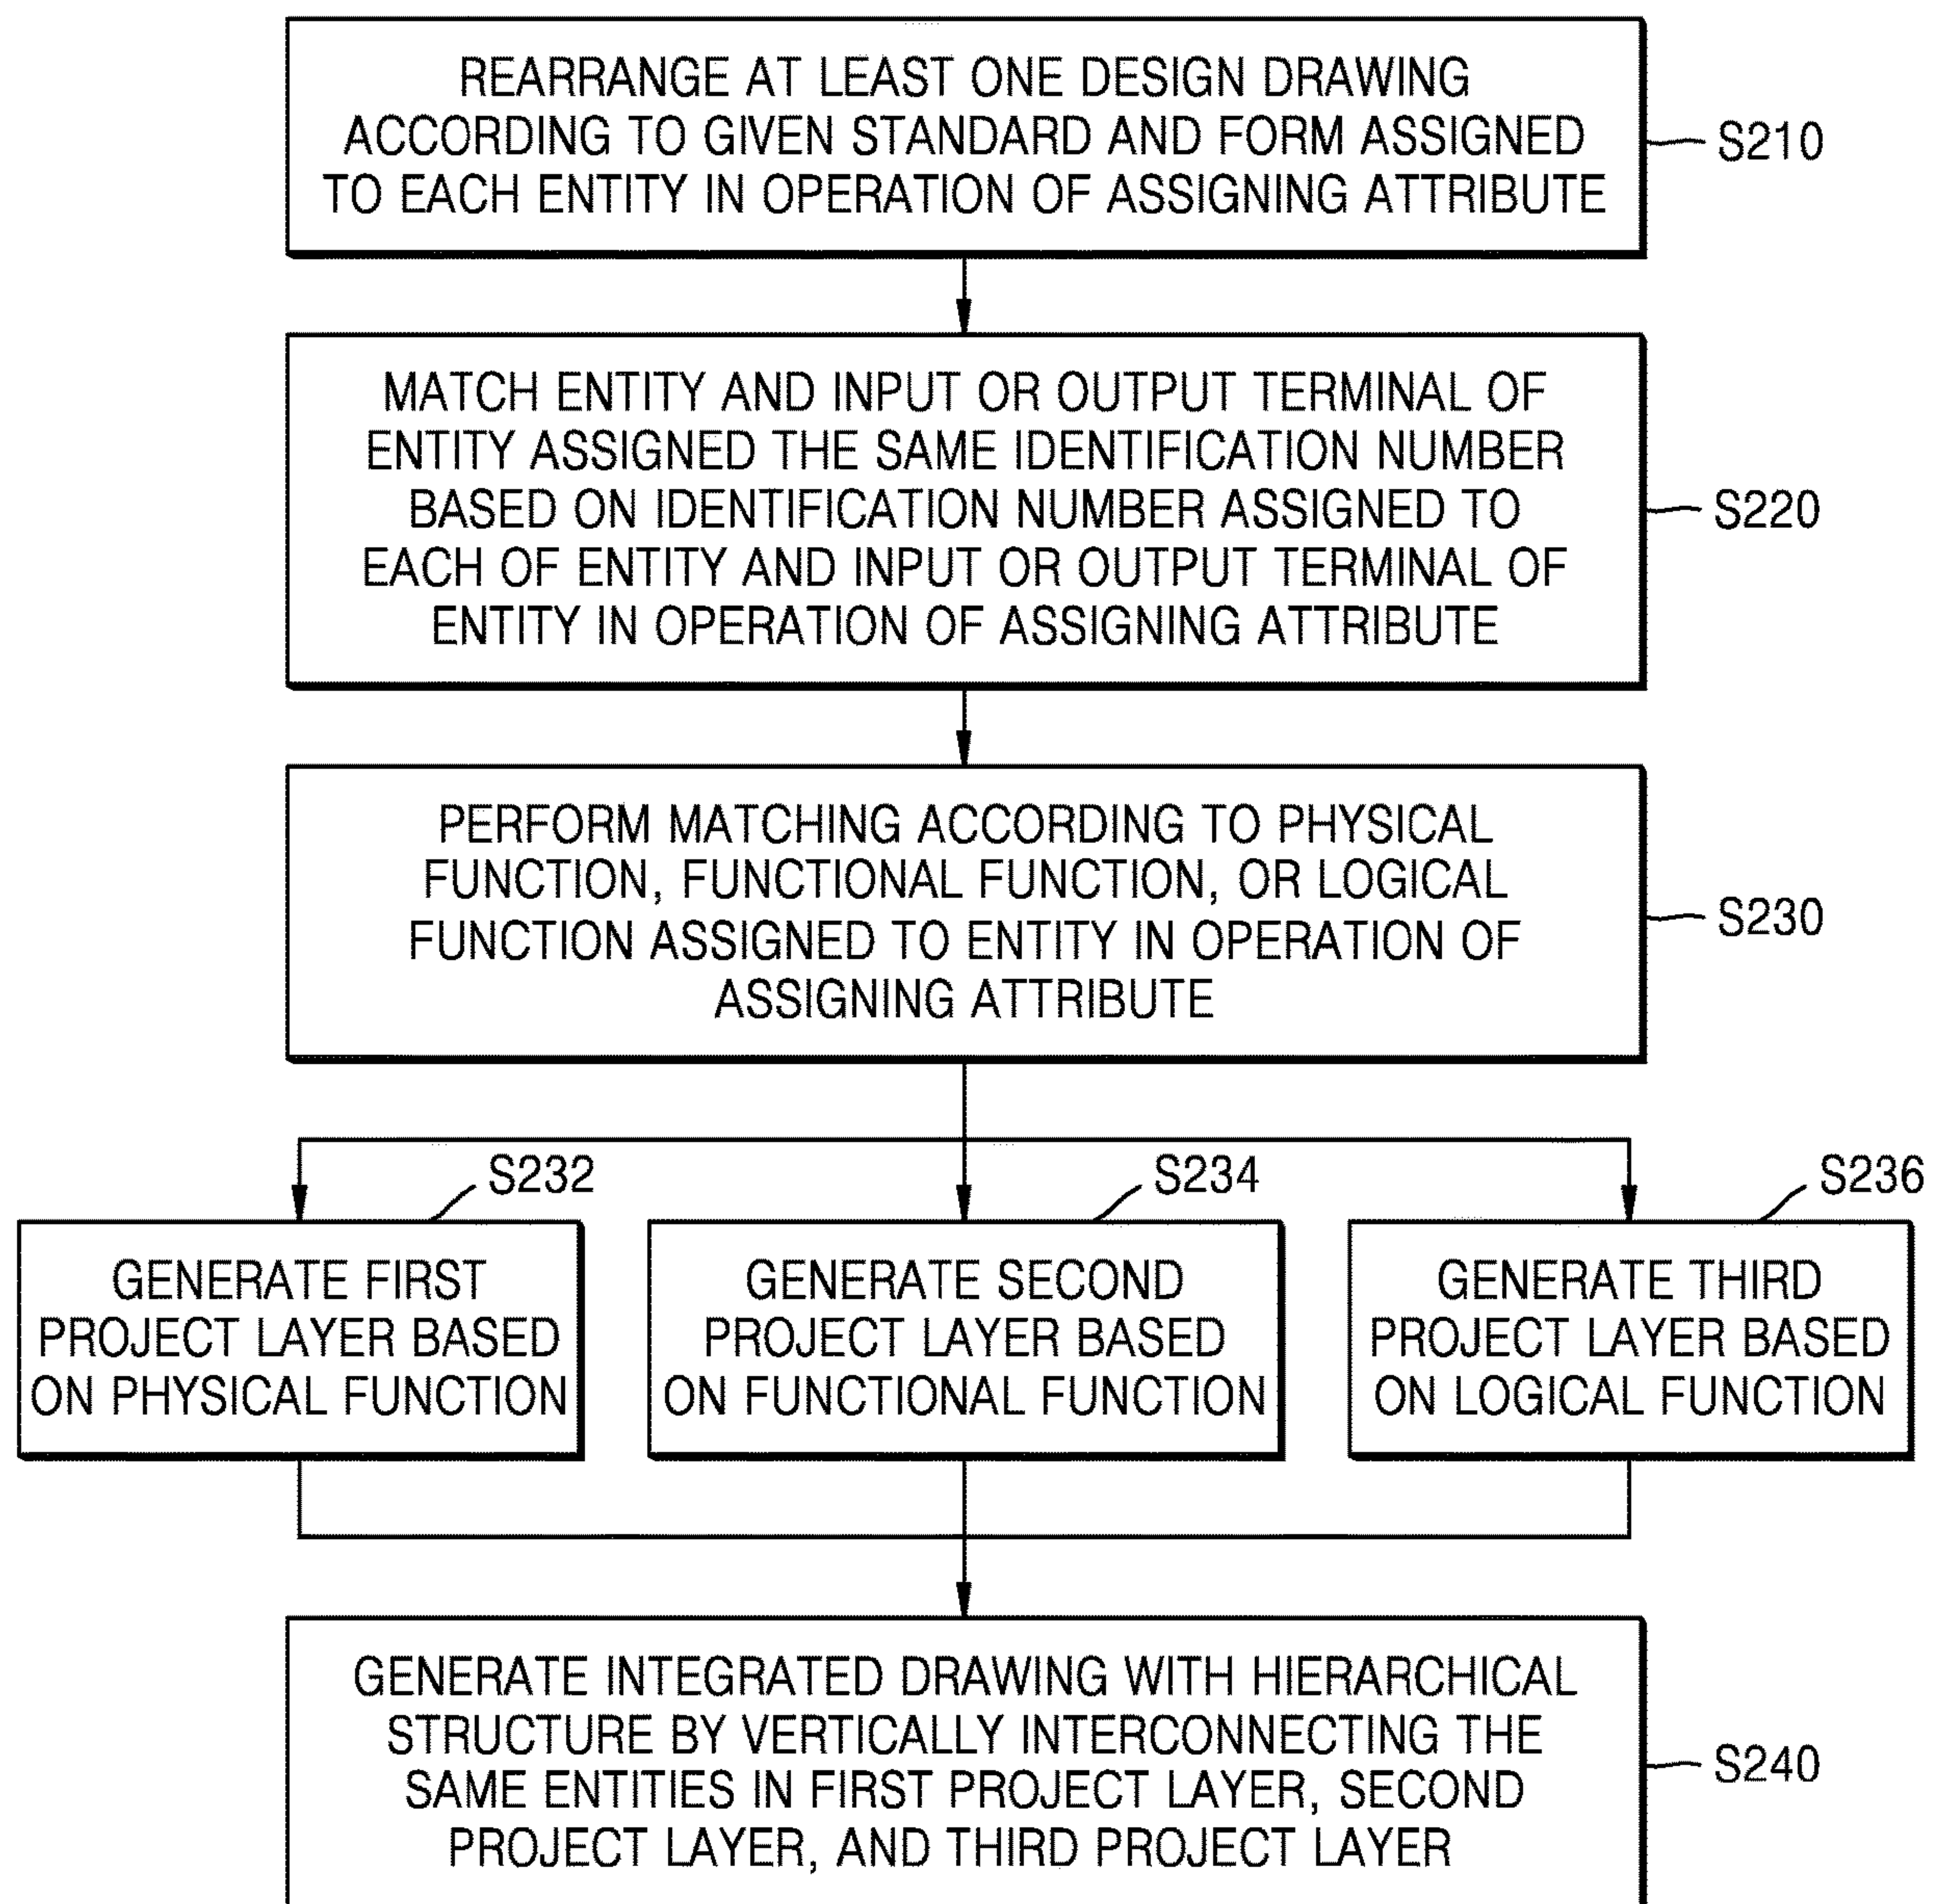 REARRANGE AT LEAST ONE DESIGN DRAWING
ACCORDING TO GIVEN STANDARD AND FORM ASSIGNED
TO EACH ENTITY IN OPERATION OF ASSIGNING ATTRIBUTE
S210
MATCH ENTITY AND INPUT OR OUTPUT TERMINAL OF
ENTITY ASSIGNED THE SAME IDENTIFICATION NUMBER
BASED ON IDENTIFICATION NUMBER ASSIGNED TO
EACH OF ENTITY AND INPUT OR OUTPUT TERMINAL OF
ENTITY IN OPERATION OF ASSIGNING ATTRIBUTE
S220
PERFORM MATCHING ACCORDING TO PHYSICAL
FUNCTION, FUNCTIONAL FUNCTION, OR LOGICAL
FUNCTION ASSIGNED TO ENTITY IN OPERATION OF
ASSIGNING ATTRIBUTE
S230
S232
GENERATE FIRST
PROJECT LAYER BASED
ON PHYSICAL FUNCTION
S234
GENERATE SECOND
PROJECT LAYER BASED
ON FUNCTIONAL FUNCTION
S236
GENERATE THIRD
PROJECT LAYER BASED
ON LOGICAL FUNCTION
GENERATE INTEGRATED DRAWING WITH HIERARCHICAL
STRUCTURE BY VERTICALLY INTERCONNECTING THE
SAME ENTITIES IN FIRST PROJECT LAYER, SECOND
PROJECT LAYER, AND THIRD PROJECT LAYER
S240